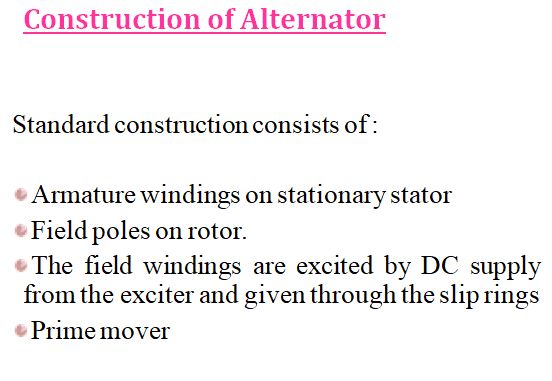 Construction of Alternator
Standard construction consists of :
Armature windings on stationary stator
Field poles on rotor.
The field windings are excited by DC supply
from the exciter and given through the slip rings
Prime mover